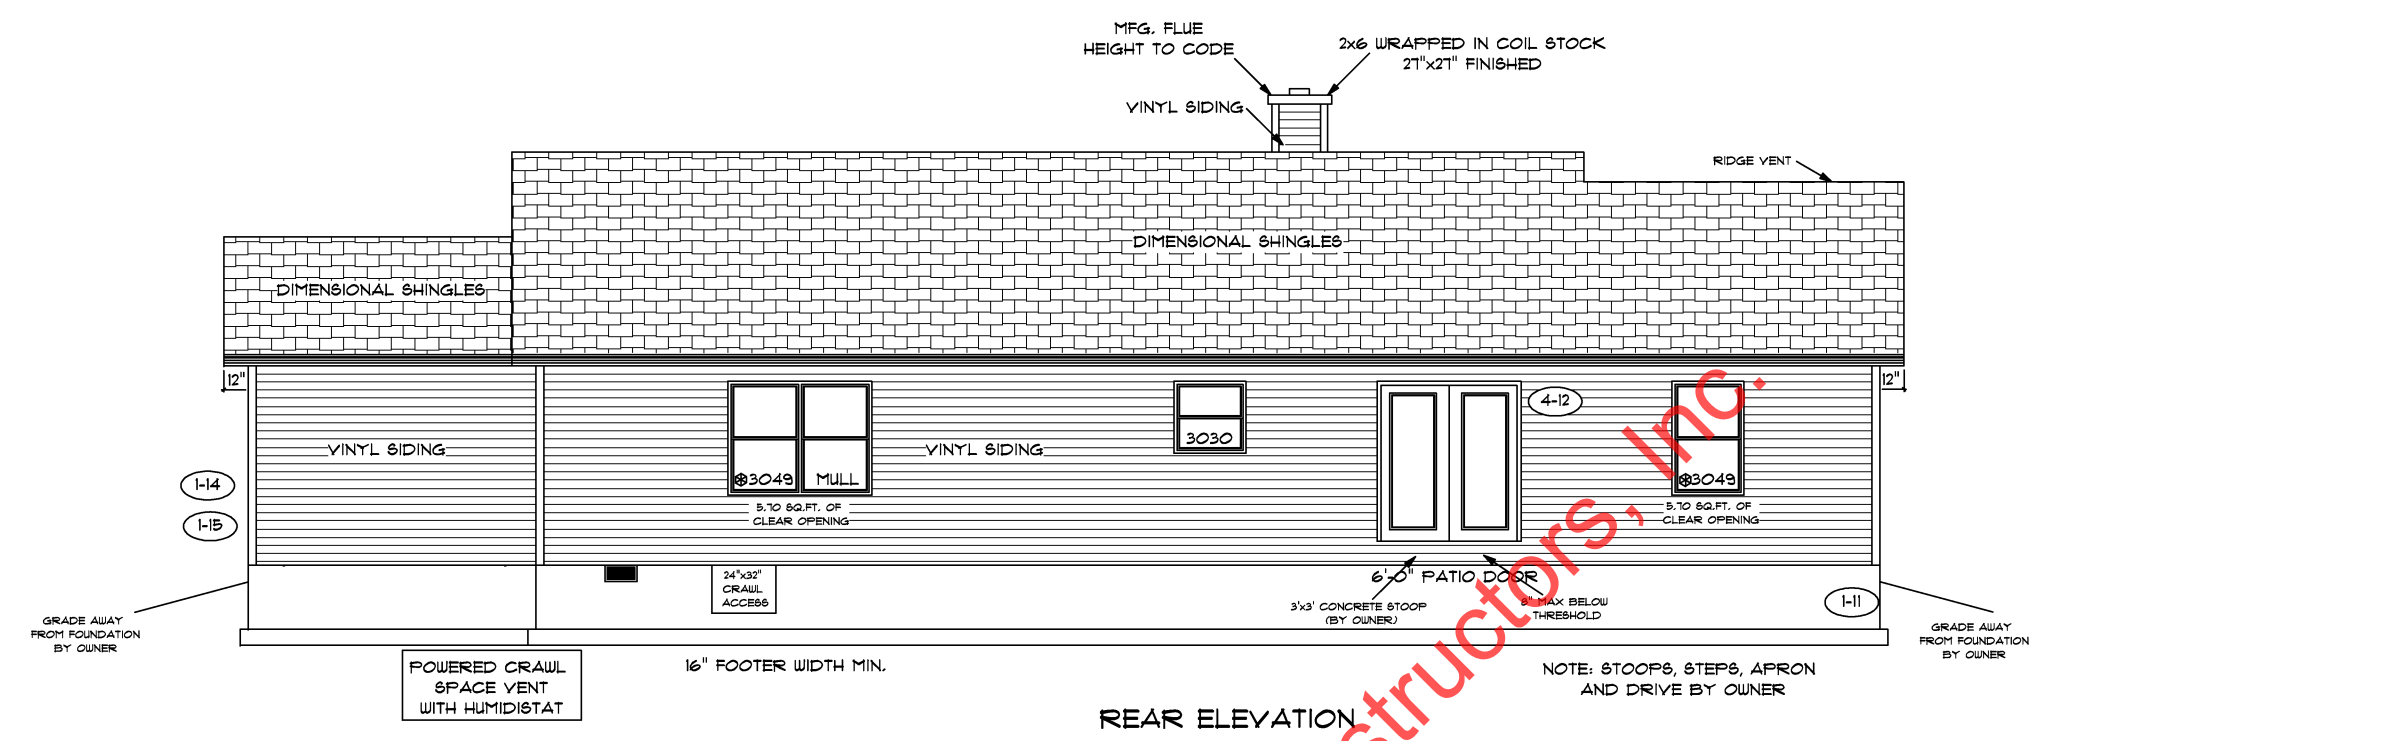 MFG. FLUE
HEIGHT TO CODE
2x6 WRAPPED IN COIL STOCK
27"x27" FINISHED
VINYL SIDING
RIDGE VENT
DIMENSIONAL SHINGLES
DIMENSIONAL SHINGLES
12"
12"
4-12
3030
VINYL SIDING
VINYL SIDING
3049
MULL
3049
1-14
5.70 SQ.FT. OF
CLEAR OPENING
5.70 SQ.FT. OF
CLEAR OPENING
1-15
24"x32"
CRAWL
ACCESS
6'-0" PATIO DOOR
3'x3' CONCRETE STOOP
(BY OWNER)
8" MAX BELOW
THRESHOLD
1-11
GRADE AWAY
FROM FOUNDATION
BY OWNER
GRADE AWAY
FROM FOUNDATION
BY OWNER
POWERED CRAWL
SPACE VENT
WITH HUMIDISTAT
16" FOOTER WIDTH MIN.
NOTE: STOOPS, STEPS, APRON
AND DRIVE BY OWNER
REAR ELEVATION
structors, Inc.